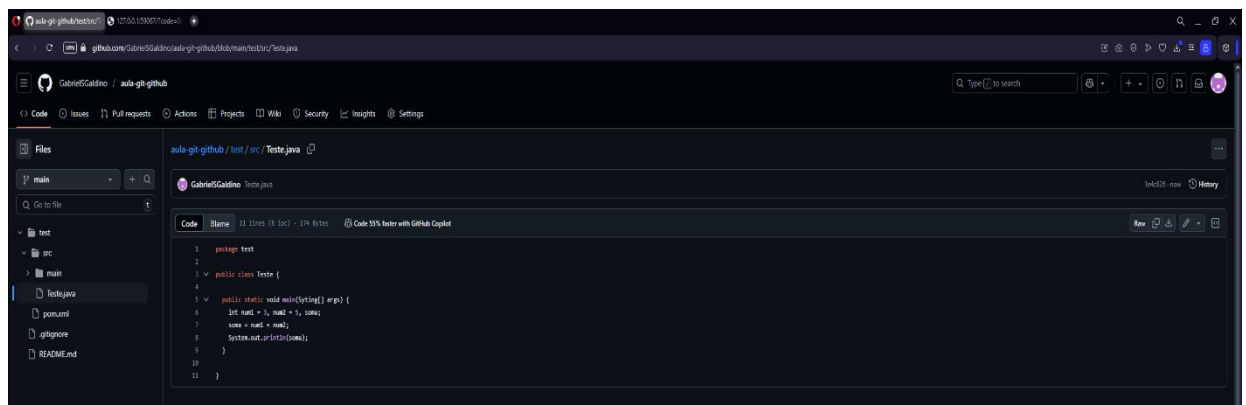 aula-git-github/test/src/T
127.0.0.1:59087/?code=
github.com/GabrielSGaldino/aula-git-github/blob/main/test/src/Teste.java
VPN
GabrielSGaldino / aula-git-github
Type / to search
<> Code
Issues
Pull requests
Actions
Projects
Wiki
Security
Insights
Settings
Files
aula-git-github / test / src / Teste.java
main
GabrielSGaldino Teste.java
now
History
Go to file
t
Code
Blame
11 lines (8 loc) · 174 Bytes
Code 55% faster with GitHub Copilot
Raw
test
src
main
Teste.java
pom.xml
.gitignore
README.md
1 package test
2
3 public class Teste {
4
5 public static void main(Syting[] args) {
6 int num1 = 3, num2 = 5, soma;
7 soma = num1 + num2;
8 System.out.println(soma);
9 }
10
11 }